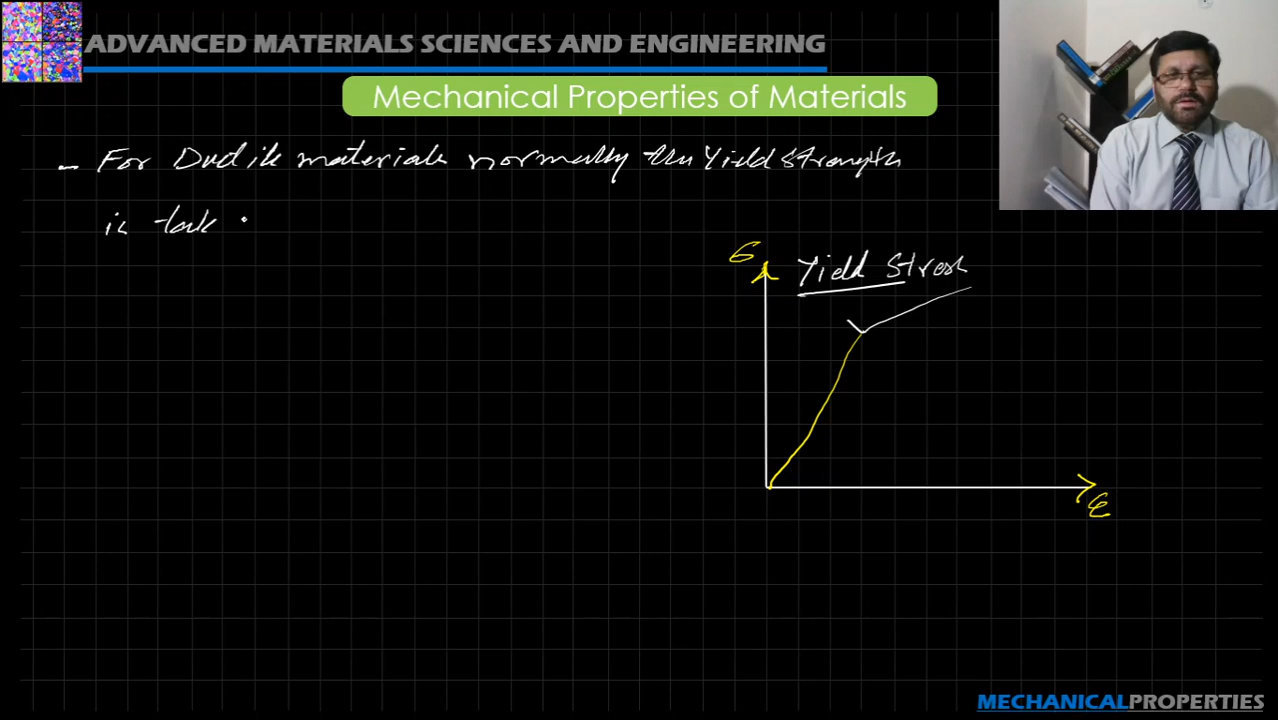 ADVANCED MATERIALS SCIENCES AND ENGINEERING
Mechanical Properties of Materials
- For Ductile materials normally the Yield Strength
is tak
σ
Yield Stress
ε
MECHANICALPROPERTIES